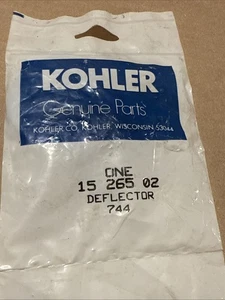 KOHLER
Genuine Parts
KOHLER CO. KOHLER, WISCONSIN 53044
ONE
15 265 02
DEFLECTOR
744